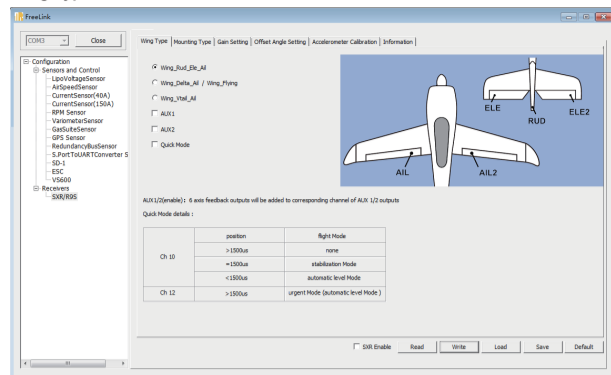 FreeLink
COM3 Close
Configuration
Sensors and Control
LipoVoltageSensor
AirSpeedSensor
CurrentSensor(40A)
CurrentSensor(150A)
RPM Sensor
VariometerSensor
GasSuiteSensor
GPS Sensor
RedundancyBusSensor
S.PortToUARTConverter S
SD-1
ESC
VS600
Receivers
SXR/R9S
Wing Type Mounting Type Gain Setting Offset Angle Setting Accelerometer Calibration Information
Wing_Rud_Ele_Ail
Wing_Delta_Ail / Wing_Flying
Wing_Vtail_Ail
AUX1
AUX2
Quick Mode
ELE RUD ELE2
AIL AIL2
AUX1/2(enable): 6 axis feedback outputs will be added to corresponding channel of AUX 1/2 outputs
Quick Mode details :
position flight Mode
Ch 10
>1500us none
=1500us stabilization Mode
<1500us automatic level Mode
Ch 12 >1500us urgent Mode (automatic level Mode )
SXR Enable Read Write Load Save Default